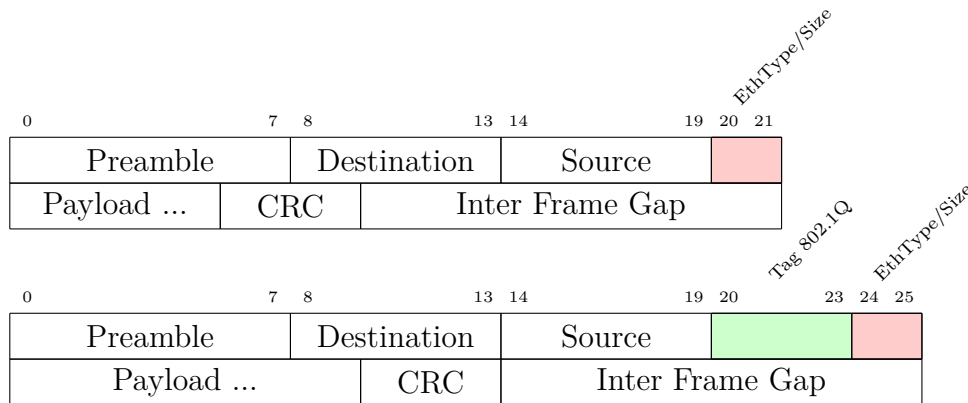 EthType/Size
0 7 8 13 14 19 20 21
Preamble Destination Source
Payload ... CRC Inter Frame Gap
Tag 802.1Q EthType/Size
0 7 8 13 14 19 20 23 24 25
Preamble Destination Source
Payload ... CRC Inter Frame Gap